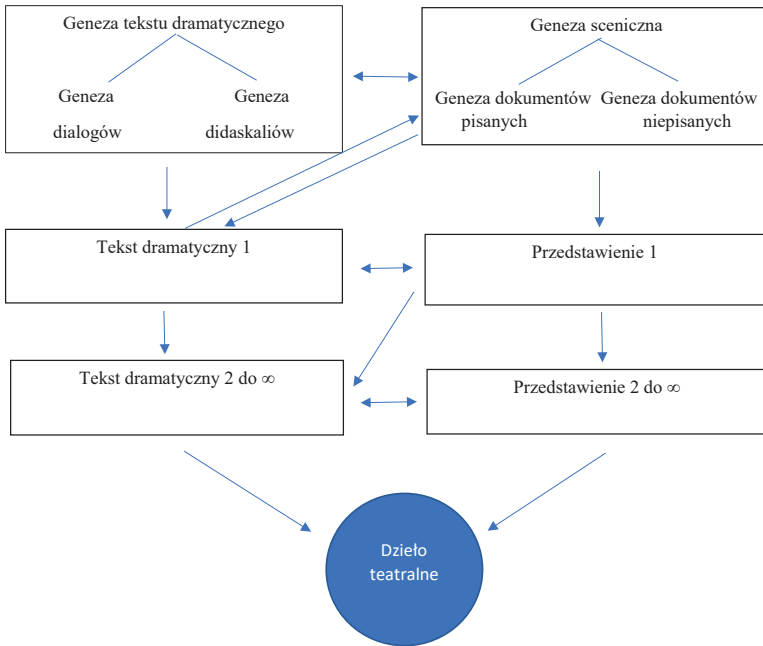 Geneza tekstu dramatycznego
Geneza
dialogów
Geneza
didaskaliów
Geneza sceniczna
Geneza dokumentów
pisanych
Geneza dokumentów
niepisanych
Tekst dramatyczny 1
Przedstawienie 1
Tekst dramatyczny 2 do ∞
Przedstawienie 2 do ∞
Dzieło
teatralne